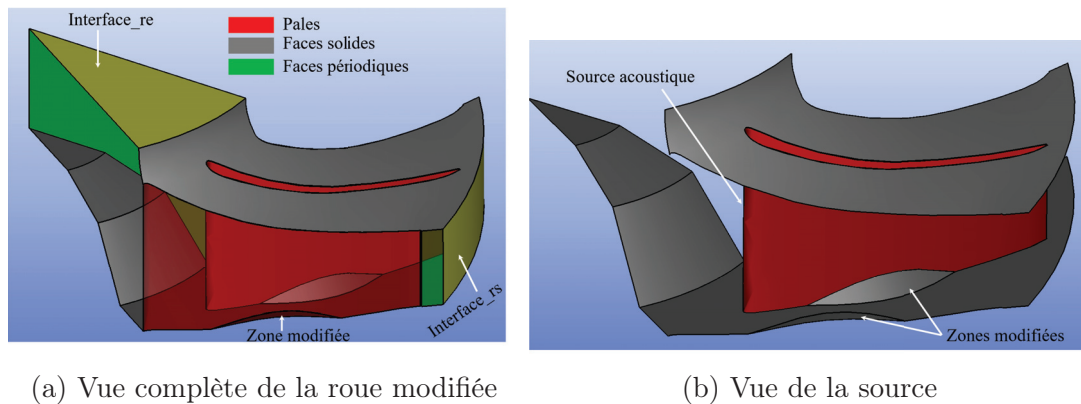 Interface_re
Pales
Faces solides
Faces périodiques
Interface_rs
Zone modifiée
Source acoustique
Zones modifiées
(a) Vue complète de la roue modifiée
(b) Vue de la source